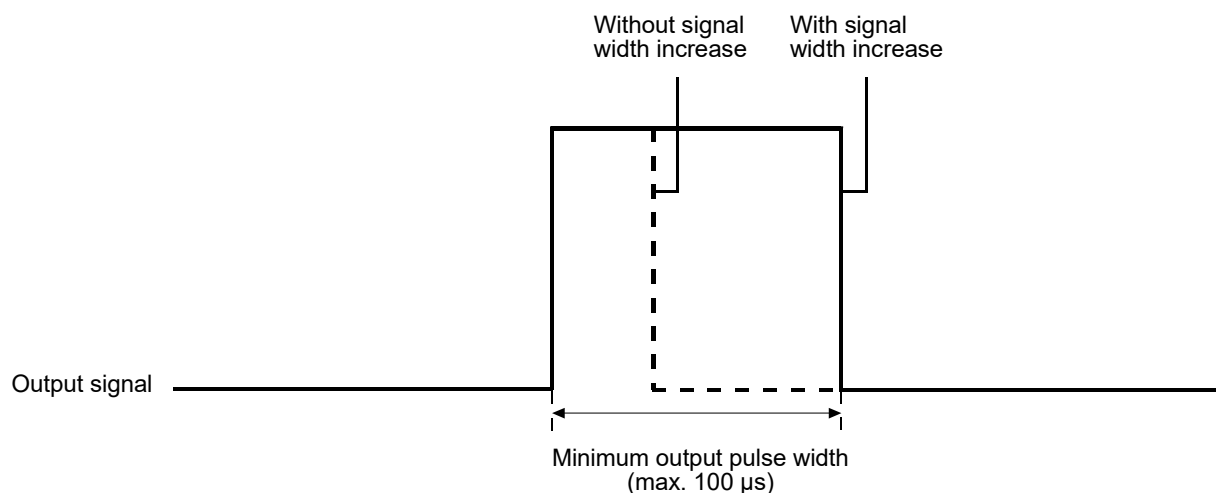 Without signal
width increase
With signal
width increase
Output signal
Minimum output pulse width
(max. 100 µs)